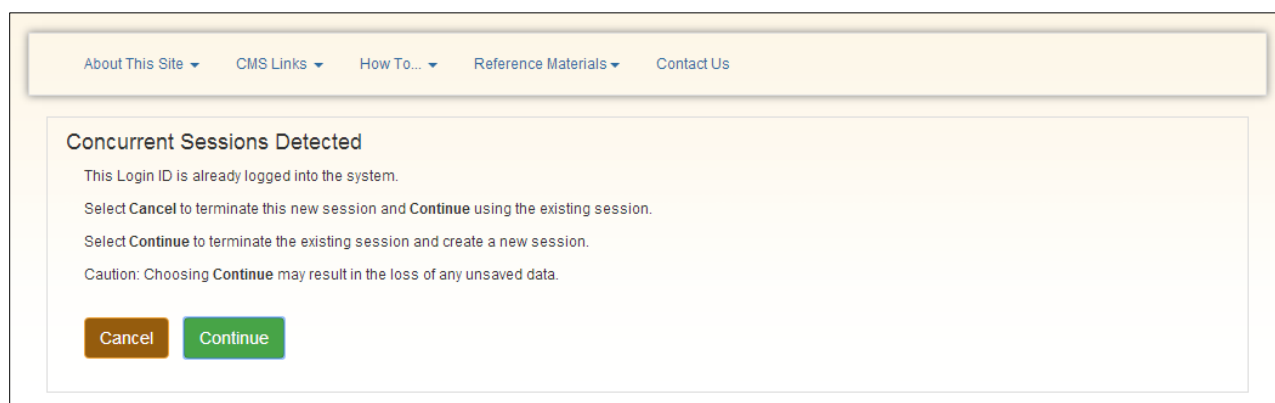 About This Site CMS Links How To... Reference Materials Contact Us
Concurrent Sessions Detected
This Login ID is already logged into the system.
Select Cancel to terminate this new session and Continue using the existing session.
Select Continue to terminate the existing session and create a new session.
Caution: Choosing Continue may result in the loss of any unsaved data.
Cancel Continue